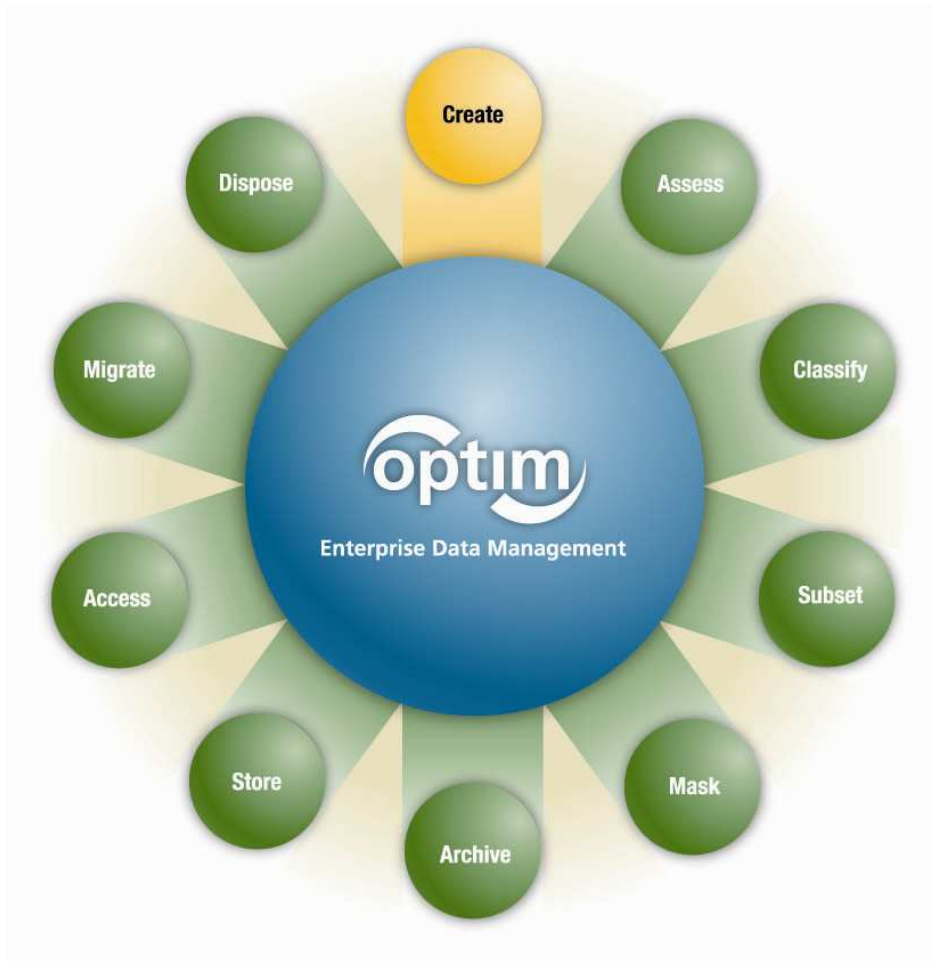 Create
Assess
Classify
Subset
Mask
Archive
Store
Access
Migrate
Dispose
optim
Enterprise Data Management